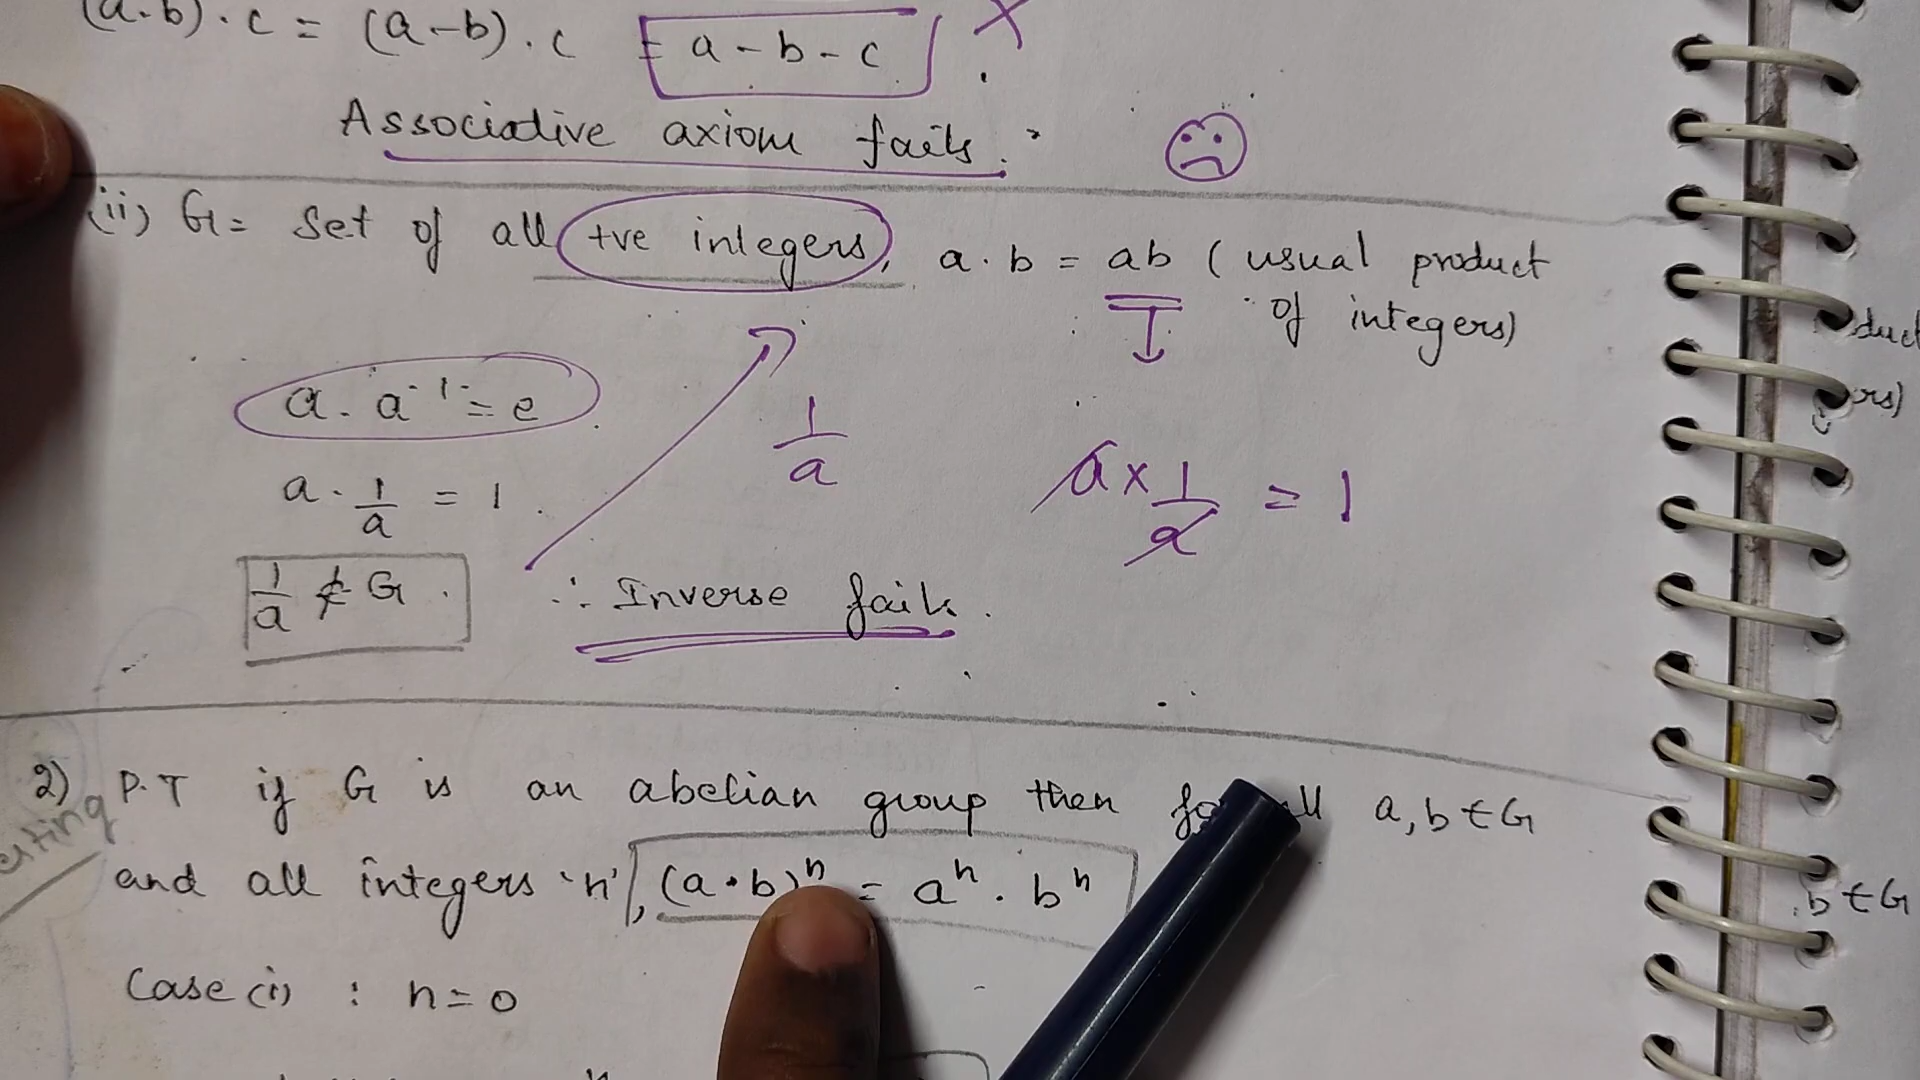 (a·b)·c = (a-b)·c = a-b-c
Associative axiom fails.
(ii) G = Set of all +ve integers, a·b = ab (usual product
of integers)
a·a⁻¹ = e
1/a
a·1/a = 1
a × 1/a = 1
1/a ∉ G. ∴ Inverse fails.
2) P.T if G is an abelian group then all a,b ∈ G
and all integers 'n', (a·b)ⁿ = aⁿ·bⁿ
b ∈ G
Case (i) : n=0